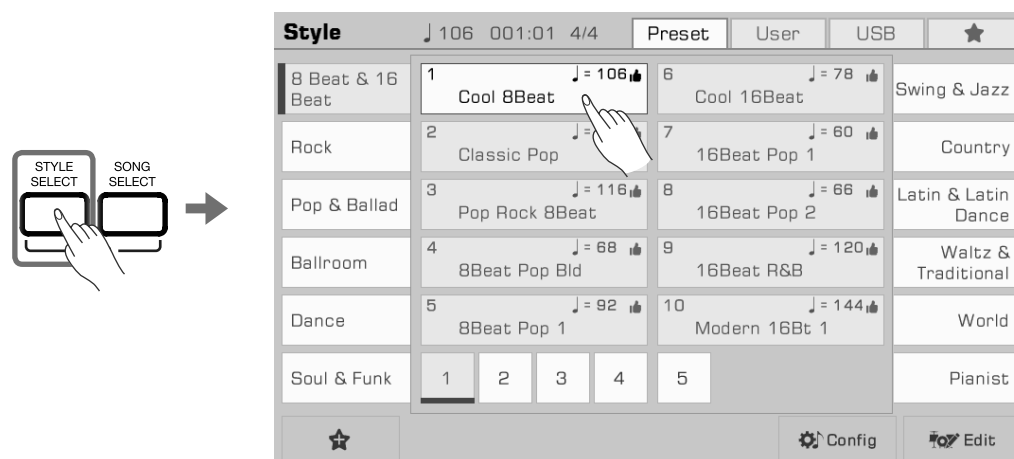 STYLE SELECT
SONG SELECT
Style
106 001:01 4/4
Preset
User
USB
8 Beat & 16
Beat
Rock
Pop & Ballad
Ballroom
Dance
Soul & Funk
1 = 106
Cool 8Beat
2 =
Classic Pop
3 = 116
Pop Rock 8Beat
4 = 68
8Beat Pop Bld
5 = 92
8Beat Pop 1
6 = 78
Cool 16Beat
7 = 60
16Beat Pop 1
8 = 66
16Beat Pop 2
9 = 120
16Beat R&B
10 = 144
Modern 16Bt 1
1 2 3 4 5
Swing & Jazz
Country
Latin & Latin
Dance
Waltz &
Traditional
World
Pianist
Config
Edit